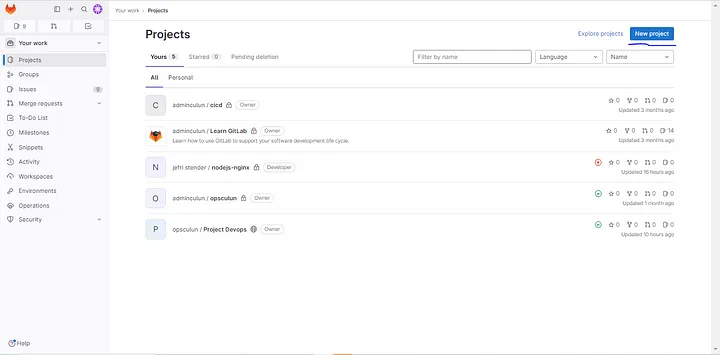 Your work › Projects
9
Your work
Projects
Groups
Issues 0
Merge requests
To-Do List
Milestones
Snippets
Activity
Workspaces
Environments
Operations
Security
Help
Projects
Explore projects
New project
Yours 5 Starred 0 Pending deletion
Filter by name
Language
Name
All Personal
C adminculun / cicd Owner 0 0 0 0
Updated 3 months ago
adminculun / Learn GitLab Owner 0 0 0 14
Learn how to use GitLab to support your software development life cycle.
Updated 3 months ago
N jefri stender / nodejs-nginx Developer 0 0 0 0
Updated 16 hours ago
O adminculun / opsculun Owner 0 0 0 0
Updated 1 month ago
P opsculun / Project Devops Owner 0 0 0 0
Updated 10 hours ago